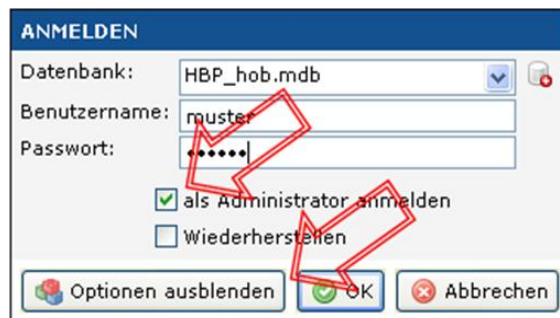 ANMELDEN
Datenbank: HBP_hob.mdb
Benutzername: muster
Passwort: ••••••
als Administrator anmelden
Wiederherstellen
Optionen ausblenden OK Abbrechen